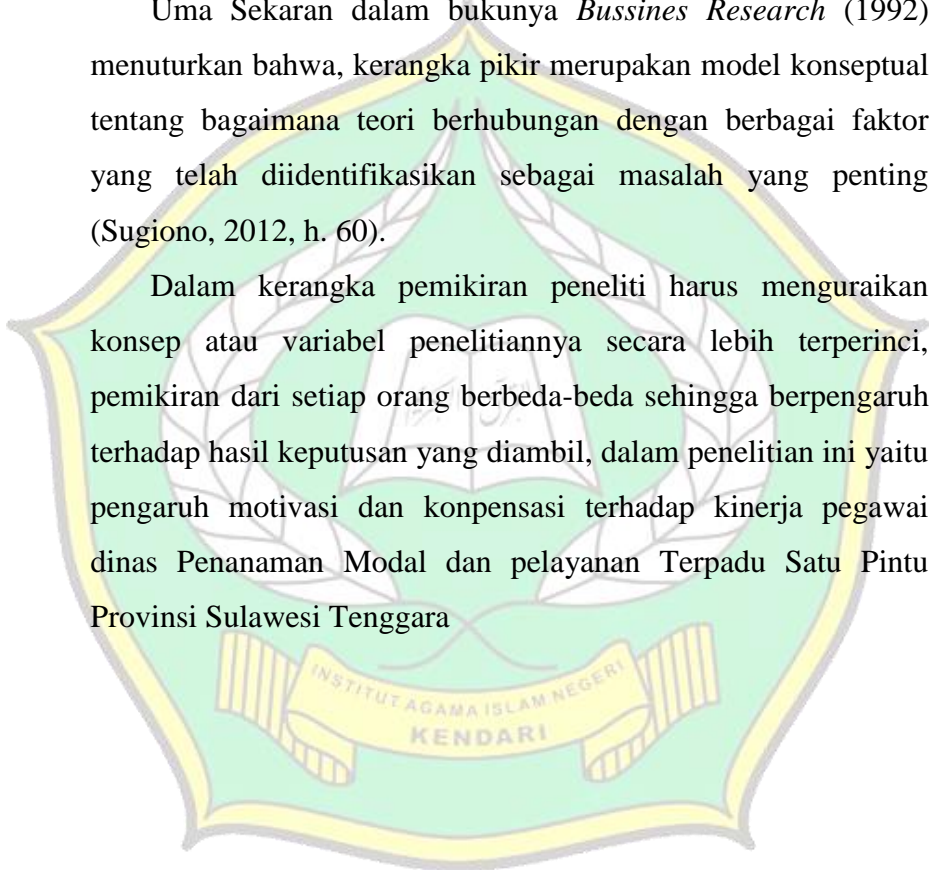 Uma Sekaran dalam bukunya Bussines Research (1992)
menuturkan bahwa, kerangka pikir merupakan model konseptual
tentang bagaimana teori berhubungan dengan berbagai faktor
yang telah diidentifikasikan sebagai masalah yang penting
(Sugiono, 2012, h. 60).
Dalam kerangka pemikiran peneliti harus menguraikan
konsep atau variabel penelitiannya secara lebih terperinci,
pemikiran dari setiap orang berbeda-beda sehingga berpengaruh
terhadap hasil keputusan yang diambil, dalam penelitian ini yaitu
pengaruh motivasi dan konpensasi terhadap kinerja pegawai
dinas Penanaman Modal dan pelayanan Terpadu Satu Pintu
Provinsi Sulawesi Tenggara
INSTITUT AGAMA ISLAM NEGERI
KENDARI